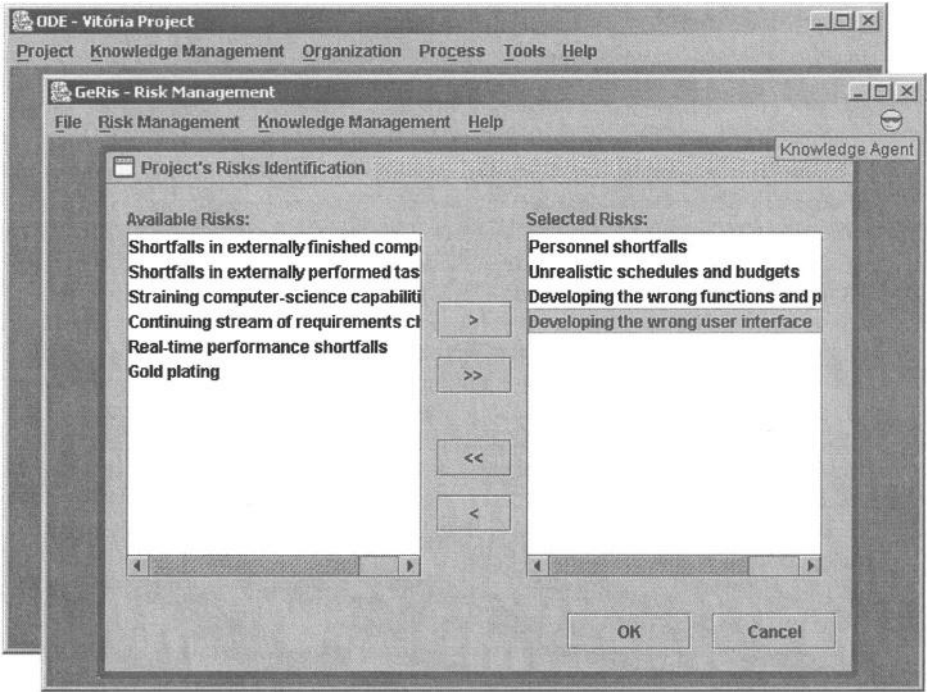 ODE - Vitória Project
Project Knowledge Management Organization Process Tools Help
GeRis - Risk Management
File Risk Management Knowledge Management Help
Knowledge Agent
Project's Risks Identification
Available Risks:
Shortfalls in externally finished comp
Shortfalls in externally performed tas
Straining computer-science capabiliti
Continuing stream of requirements ch
Real-time performance shortfalls
Gold plating
>
>>
<<
<
Selected Risks:
Personnel shortfalls
Unrealistic schedules and budgets
Developing the wrong functions and p
Developing the wrong user interface
OK Cancel